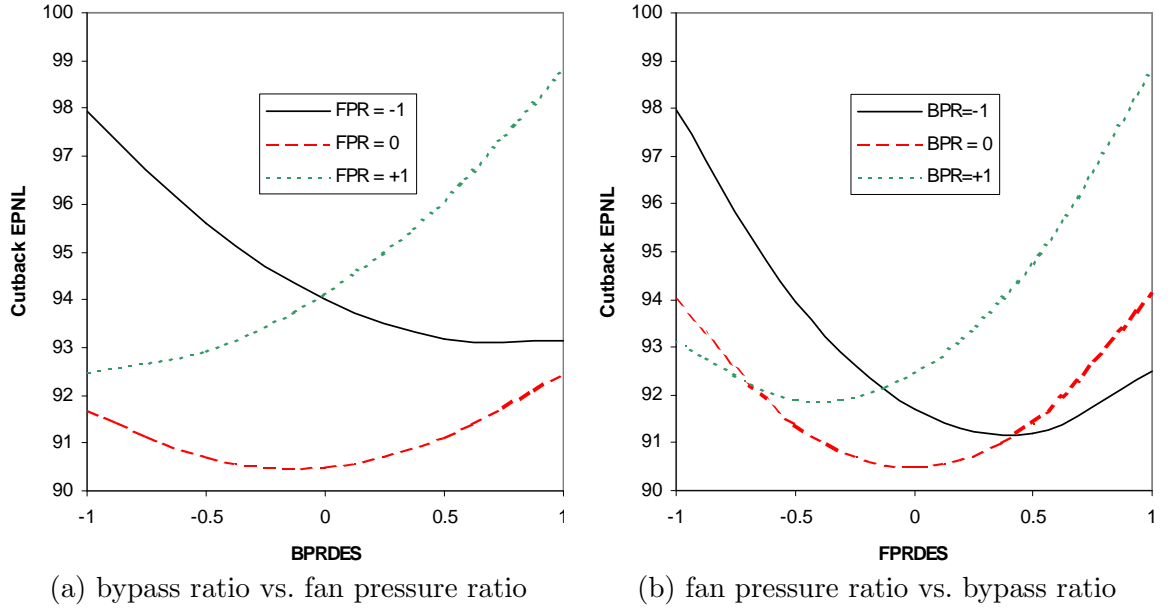 100
99
98
97
96
95
94
93
92
91
90
Cutback EPNL
FPR = -1
FPR = 0
FPR = +1
-1
-0.5
0
0.5
1
BPRDES
(a) bypass ratio vs. fan pressure ratio
100
99
98
97
96
95
94
93
92
91
90
Cutback EPNL
BPR=-1
BPR = 0
BPR=+1
-1
-0.5
0
0.5
1
FPRDES
(b) fan pressure ratio vs. bypass ratio